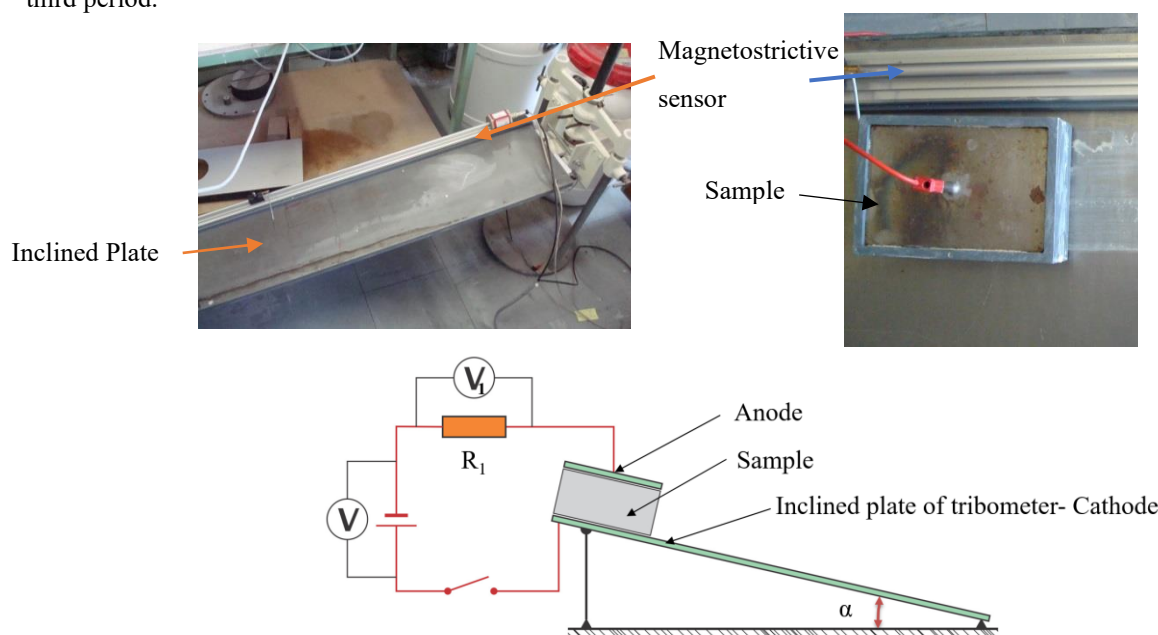 third period.
Magnetostrictive
sensor
Sample
Inclined Plate
V1
Anode
R1
Sample
V
Inclined plate of tribometer- Cathode
α